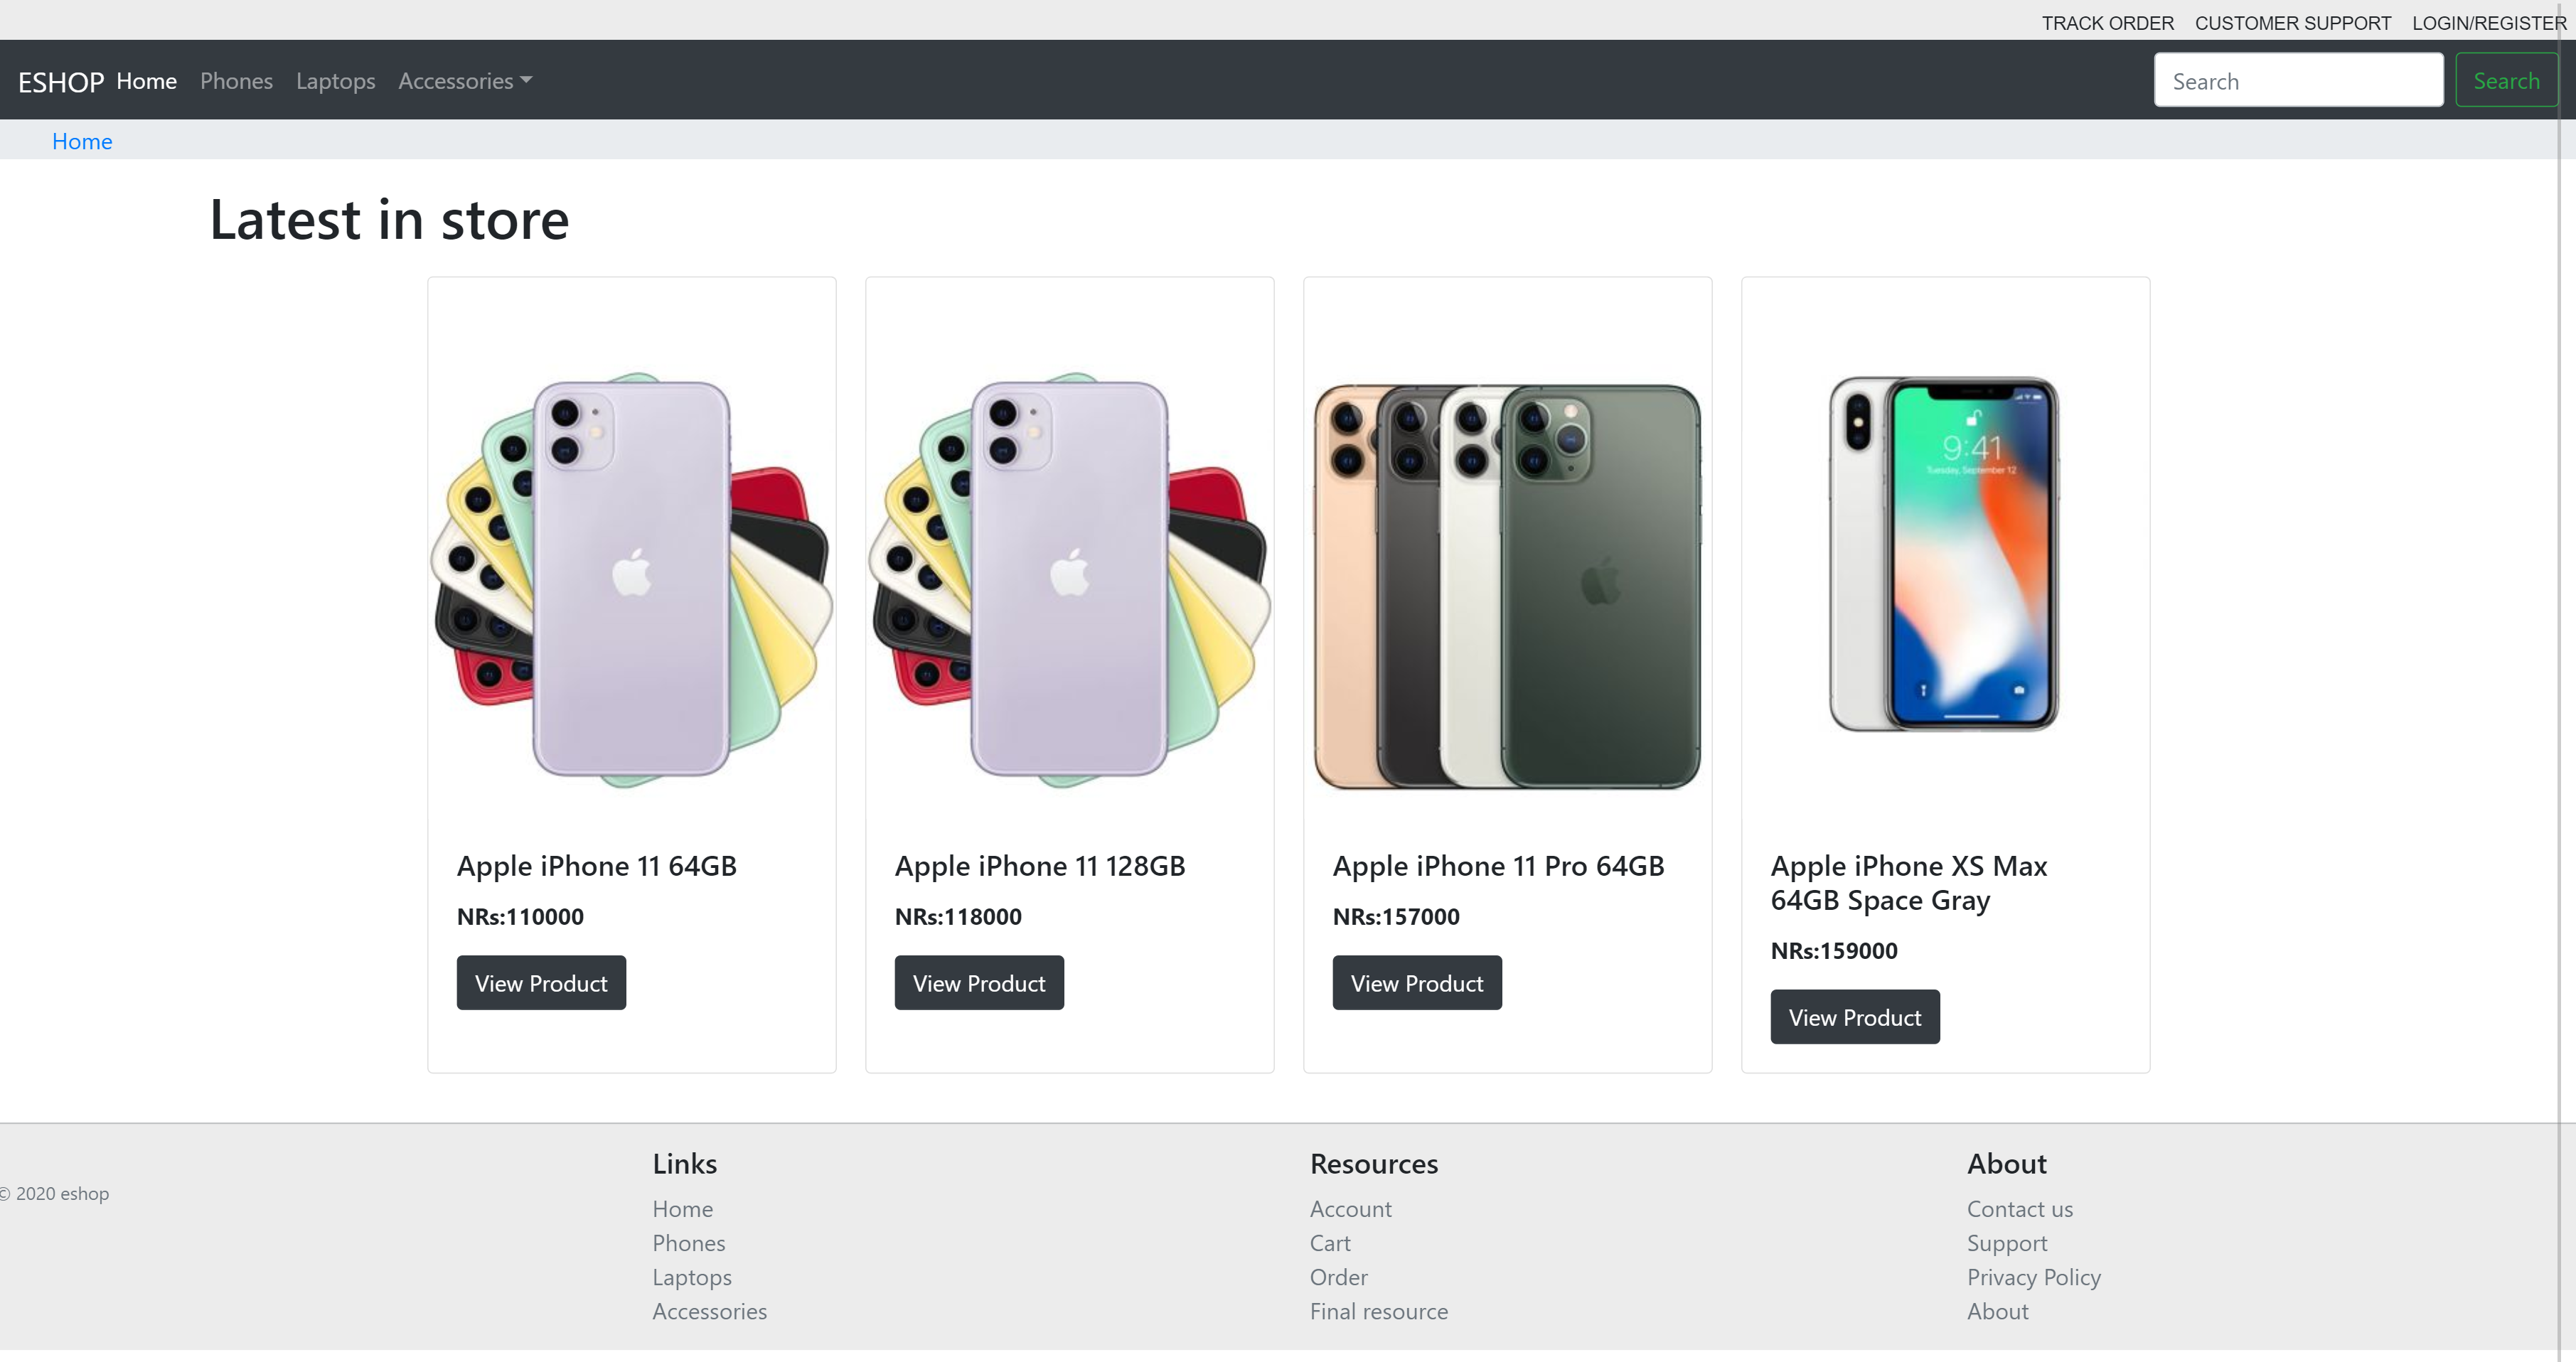 TRACK ORDER CUSTOMER SUPPORT LOGIN/REGISTER
ESHOP Home Phones Laptops Accessories Search Search
Home
Latest in store
9:41
Tuesday, September 12
Apple iPhone 11 64GB
NRs:110000
View Product
Apple iPhone 11 128GB
NRs:118000
View Product
Apple iPhone 11 Pro 64GB
NRs:157000
View Product
Apple iPhone XS Max
64GB Space Gray
NRs:159000
View Product
© 2020 eshop
Links
Home
Phones
Laptops
Accessories
Resources
Account
Cart
Order
Final resource
About
Contact us
Support
Privacy Policy
About